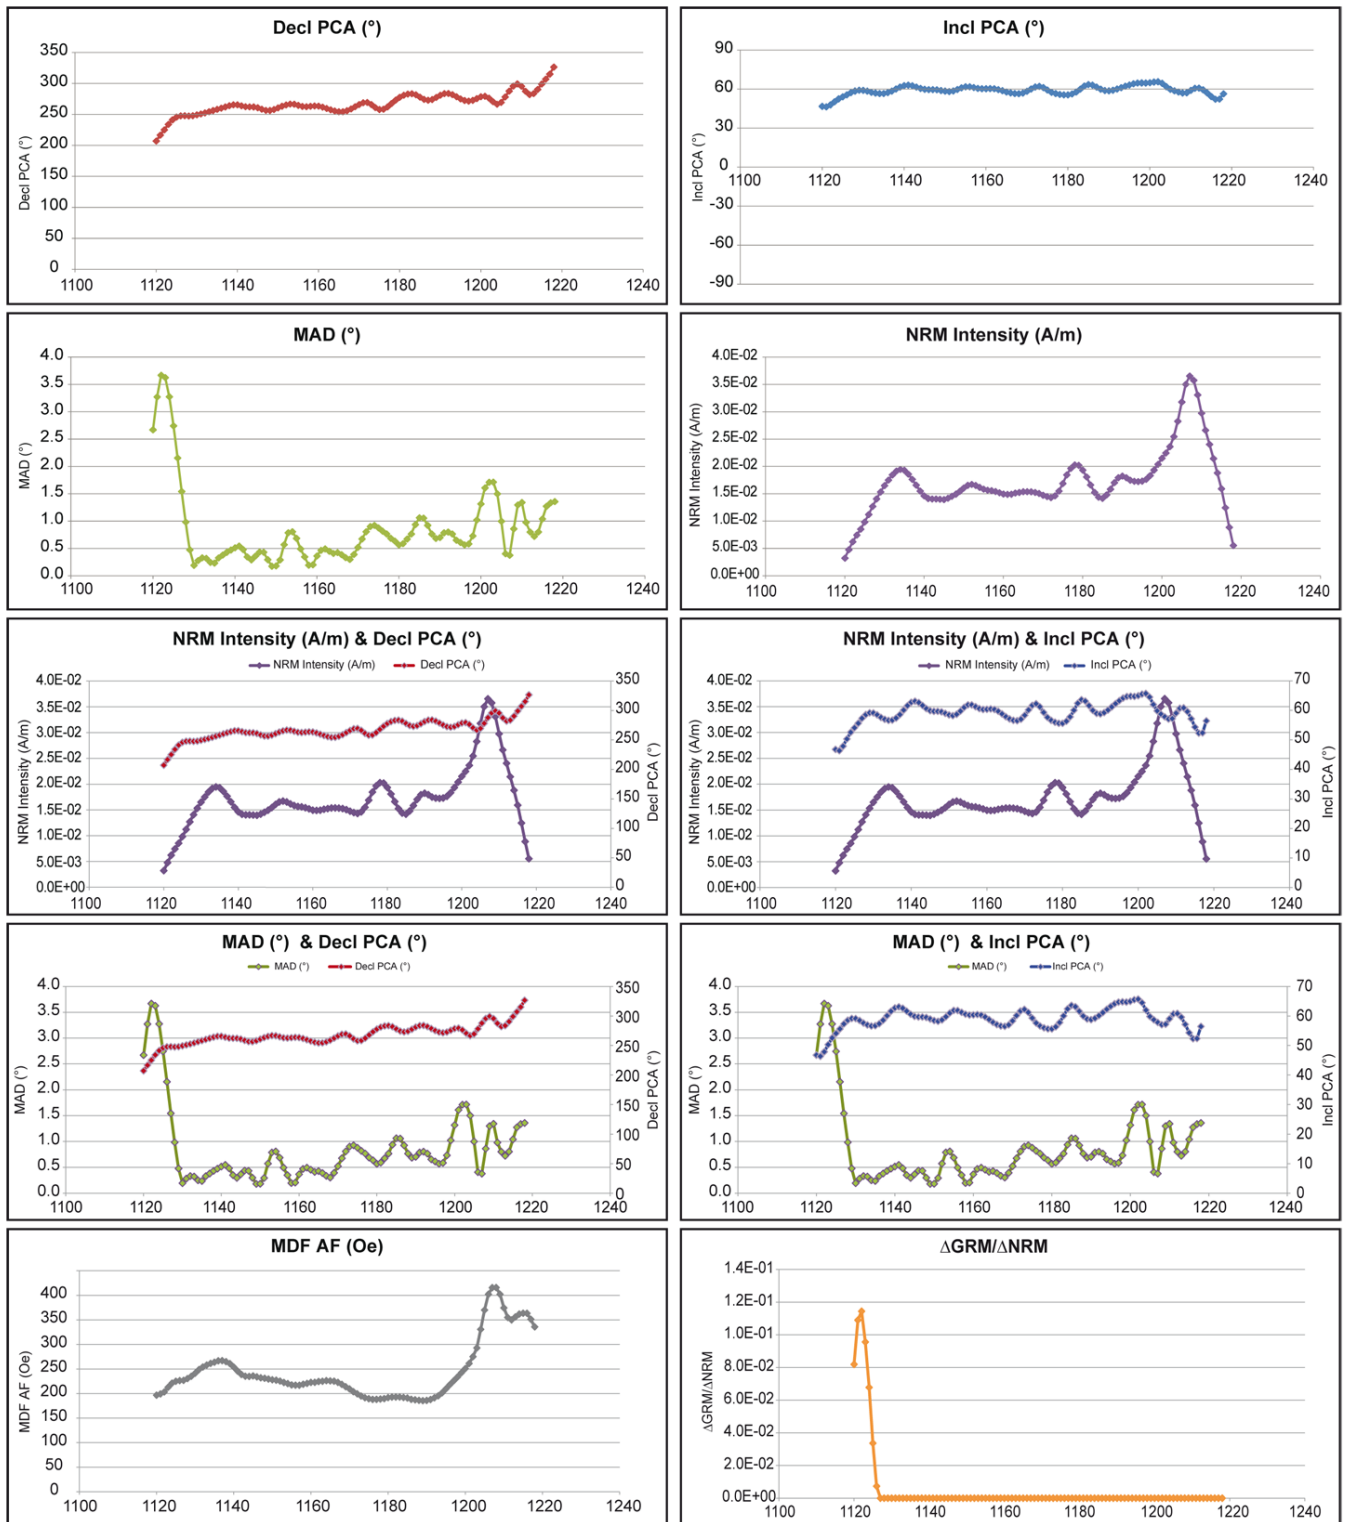 Decl PCA (°)
Decl PCA (°)
350
300
250
200
150
100
50
0
1100 1120 1140 1160 1180 1200 1220 1240
Incl PCA (°)
Incl PCA (°)
90
60
30
0
-30
-60
-90
1100 1120 1140 1160 1180 1200 1220 1240
MAD (°)
MAD (°)
4.0
3.5
3.0
2.5
2.0
1.5
1.0
0.5
0.0
1100 1120 1140 1160 1180 1200 1220 1240
NRM Intensity (A/m)
NRM Intensity (A/m)
4.0E-02
3.5E-02
3.0E-02
2.5E-02
2.0E-02
1.5E-02
1.0E-02
5.0E-03
0.0E+00
1100 1120 1140 1160 1180 1200 1220 1240
NRM Intensity (A/m) & Decl PCA (°)
NRM Intensity (A/m) Decl PCA (°)
NRM Intensity (A/m)
4.0E-02
3.5E-02
3.0E-02
2.5E-02
2.0E-02
1.5E-02
1.0E-02
5.0E-03
0.0E+00
1100 1120 1140 1160 1180 1200 1220 1240
350
300
250
200
150
100
50
0
Decl PCA (°)
NRM Intensity (A/m) & Incl PCA (°)
NRM Intensity (A/m) Incl PCA (°)
NRM Intensity (A/m)
4.0E-02
3.5E-02
3.0E-02
2.5E-02
2.0E-02
1.5E-02
1.0E-02
5.0E-03
0.0E+00
1100 1120 1140 1160 1180 1200 1220 1240
70
60
50
40
30
20
10
0
Incl PCA (°)
MAD (°) & Decl PCA (°)
MAD (°) Decl PCA (°)
MAD (°)
4.0
3.5
3.0
2.5
2.0
1.5
1.0
0.5
0.0
1100 1120 1140 1160 1180 1200 1220 1240
350
300
250
200
150
100
50
0
Decl PCA (°)
MAD (°) & Incl PCA (°)
MAD (°) Incl PCA (°)
MAD (°)
4.0
3.5
3.0
2.5
2.0
1.5
1.0
0.5
0.0
1100 1120 1140 1160 1180 1200 1220 1240
70
60
50
40
30
20
10
0
Incl PCA (°)
MDF AF (Oe)
MDF AF (Oe)
400
350
300
250
200
150
100
50
0
1100 1120 1140 1160 1180 1200 1220 1240
∆GRM/∆NRM
∆GRM/∆NRM
1.4E-01
1.2E-01
1.0E-01
8.0E-02
6.0E-02
4.0E-02
2.0E-02
0.0E+00
1100 1120 1140 1160 1180 1200 1220 1240